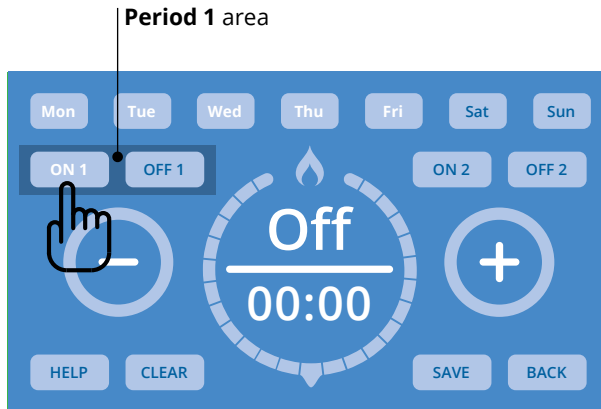 Period 1 area
Mon Tue Wed Thu Fri Sat Sun
ON 1 OFF 1 ON 2 OFF 2
Off
00:00
HELP CLEAR SAVE BACK